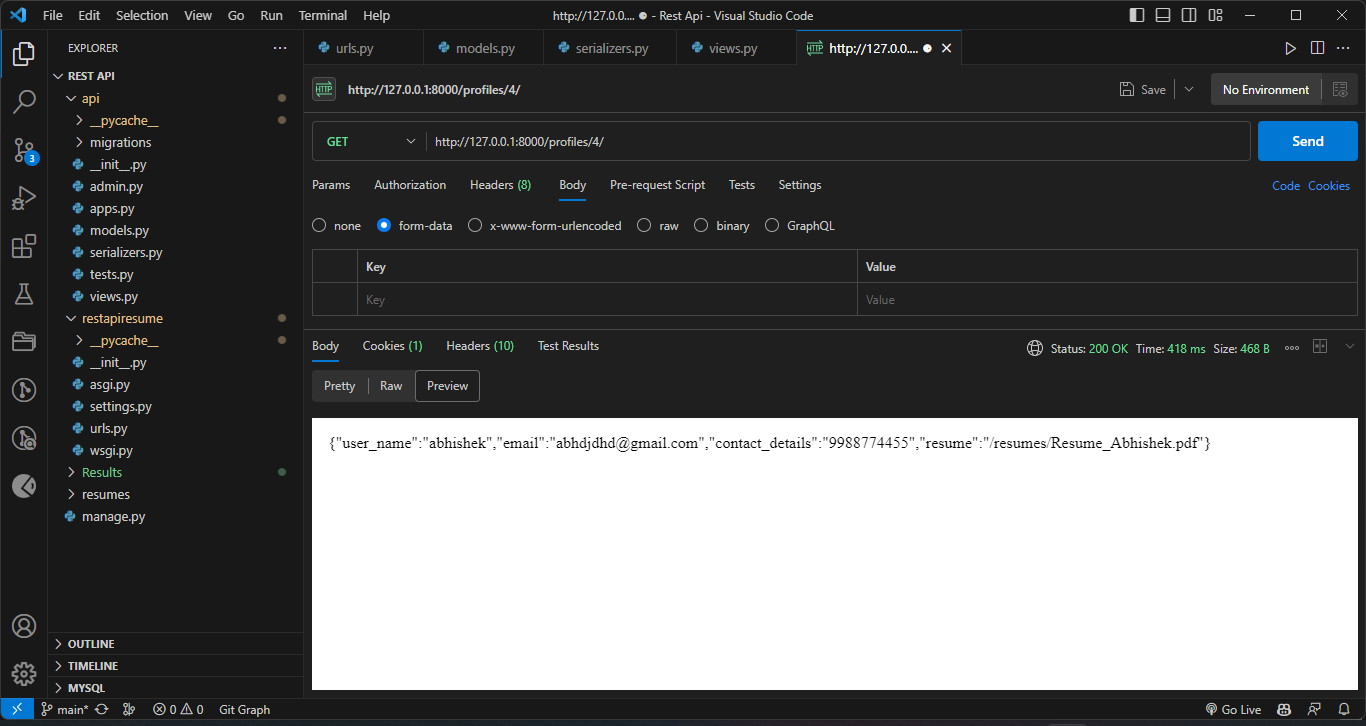 File Edit Selection View Go Run Terminal Help http://127.0.0.... ● - Rest Api - Visual Studio Code
EXPLORER
urls.py models.py serializers.py views.py HTTP http://127.0.0....
REST API
api
__pycache__
migrations
__init__.py
admin.py
apps.py
models.py
serializers.py
tests.py
views.py
restapiresume
__pycache__
__init__.py
asgi.py
settings.py
urls.py
wsgi.py
Results
resumes
manage.py
OUTLINE
TIMELINE
MYSQL
3
HTTP http://127.0.0.1:8000/profiles/4/ Save No Environment
GET http://127.0.0.1:8000/profiles/4/ Send
Params Authorization Headers (8) Body Pre-request Script Tests Settings Code Cookies
none form-data x-www-form-urlencoded raw binary GraphQL
Key Value
Key Value
Body Cookies (1) Headers (10) Test Results Status: 200 OK Time: 418 ms Size: 468 B
Pretty Raw Preview
{"user_name":"abhishek","email":"abhdjdhd@gmail.com","contact_details":"9988774455","resume":"/resumes/Resume_Abhishek.pdf"}
main* 0 0 Git Graph Go Live